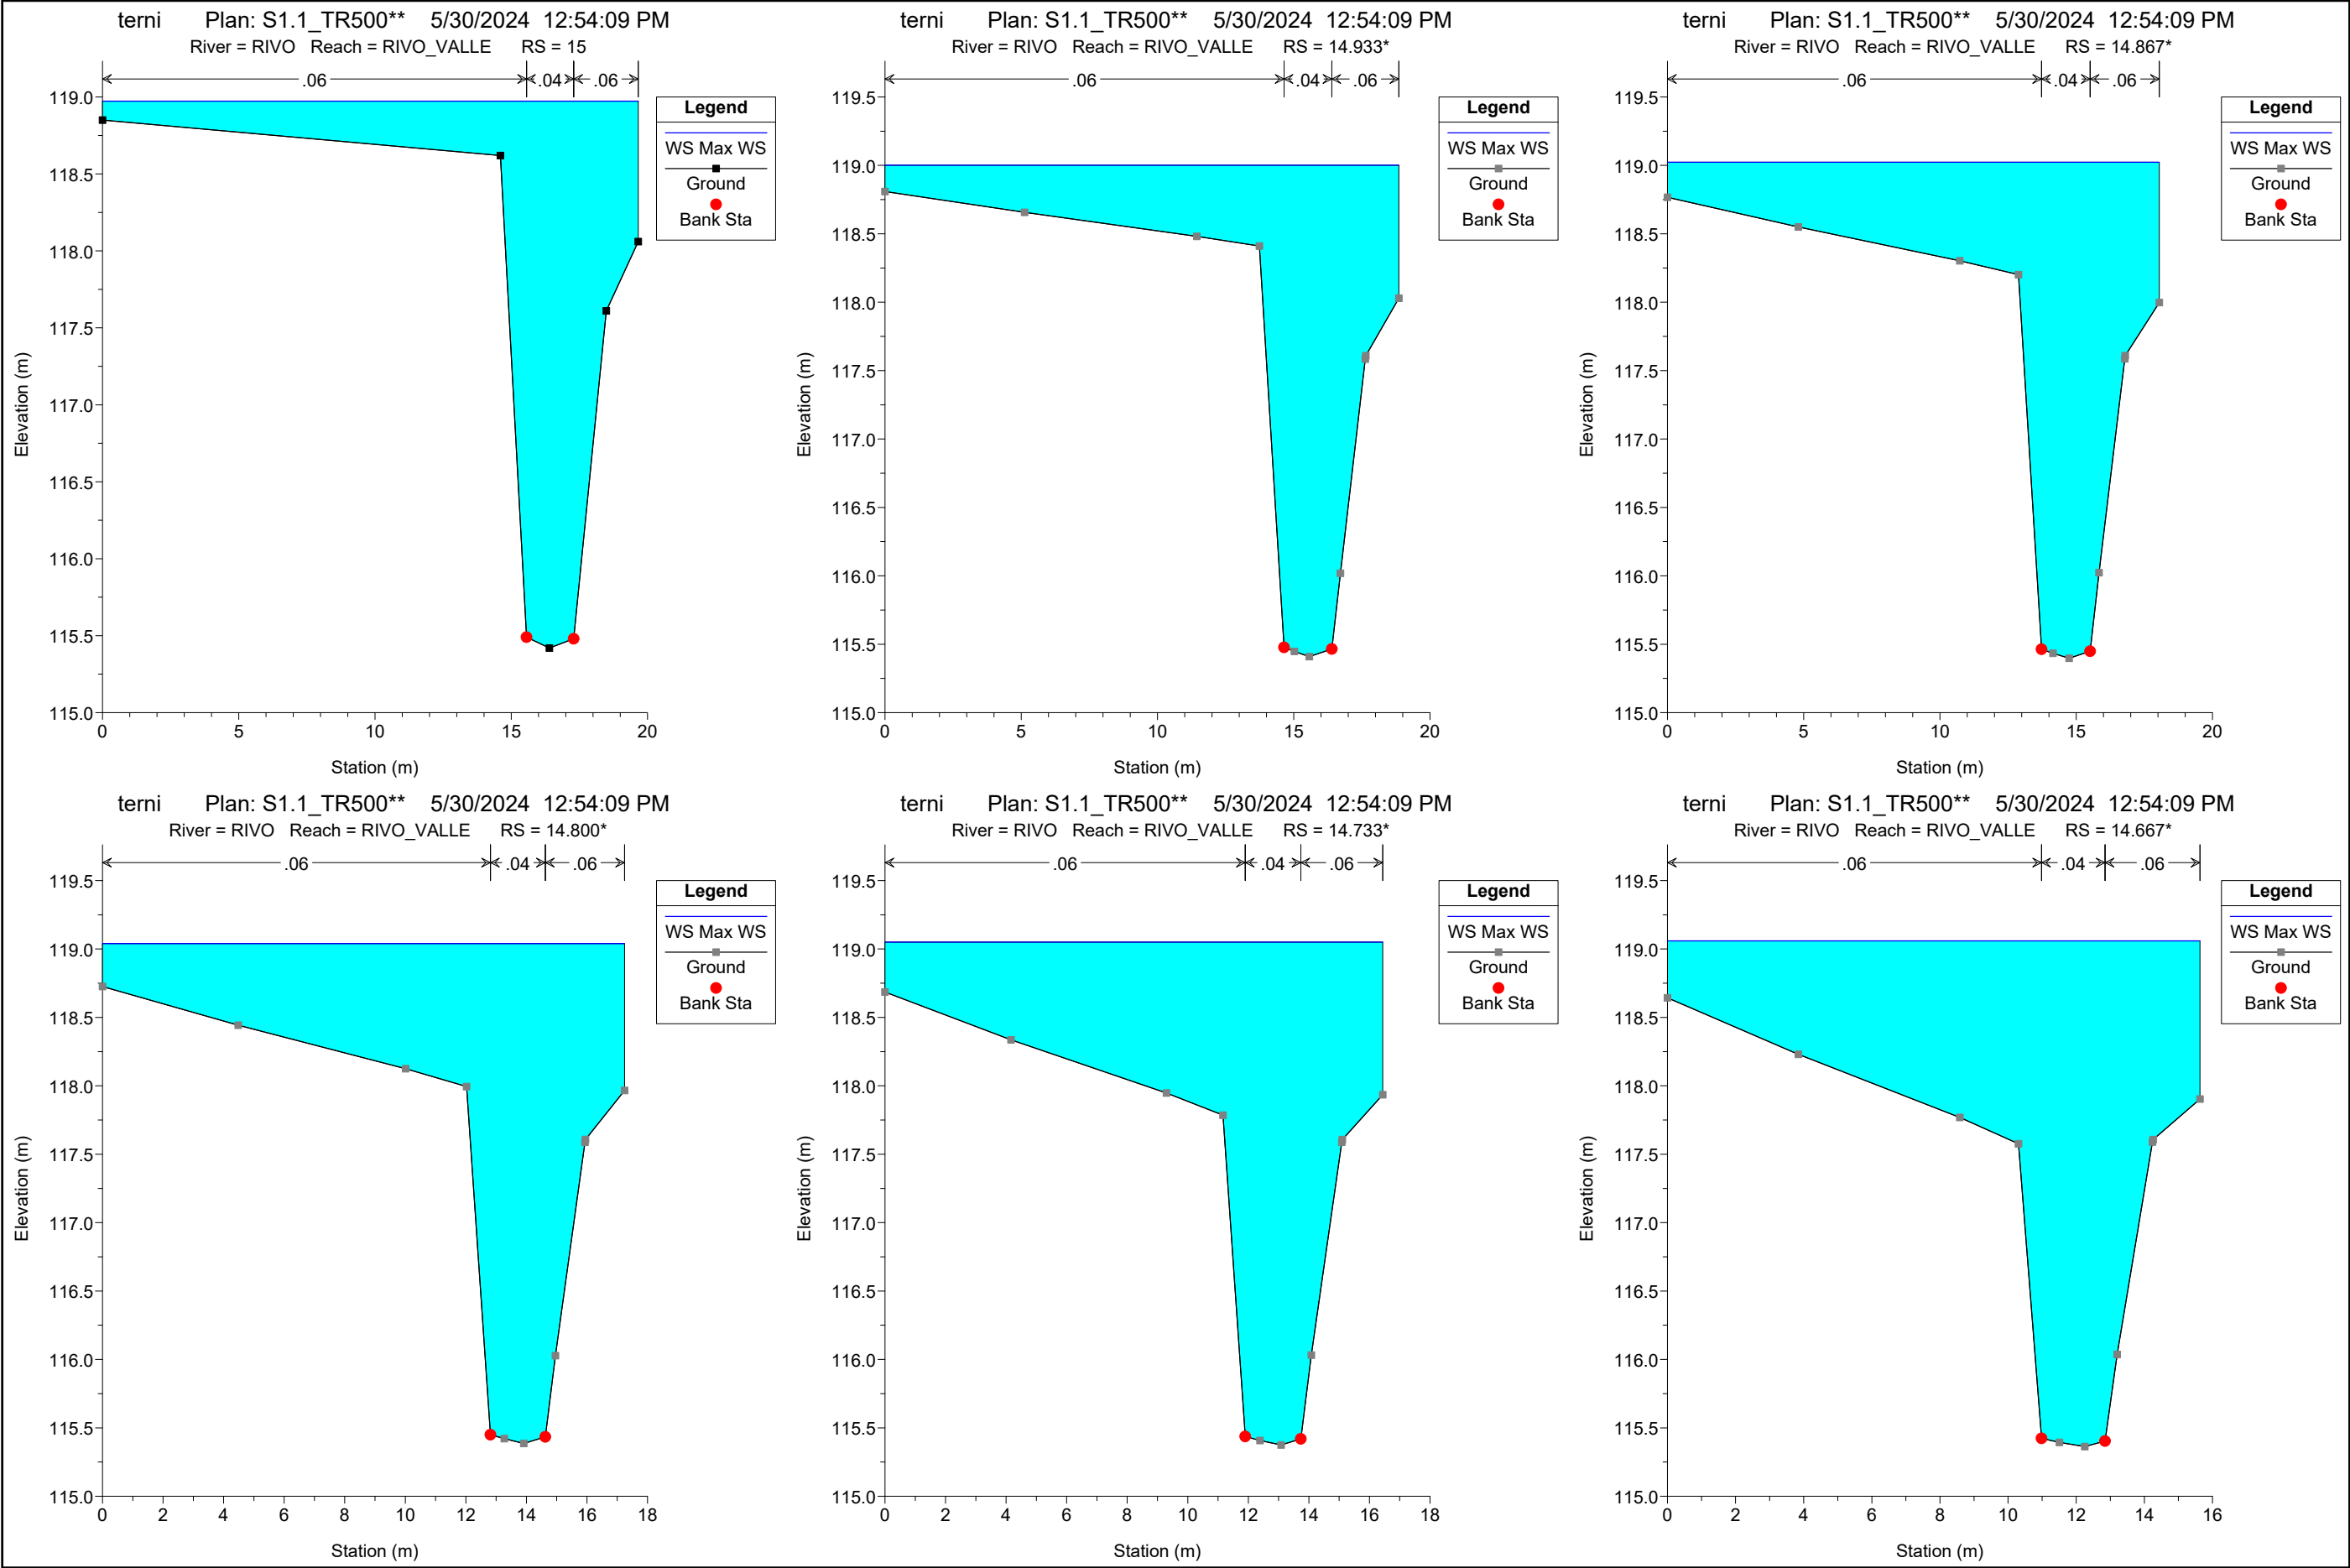 terni Plan: S1.1_TR500** 5/30/2024 12:54:09 PM
River = RIVO Reach = RIVO_VALLE RS = 15
.06 .04 .06
Legend
WS Max WS
Ground
Bank Sta
119.0
118.5
118.0
117.5
117.0
116.5
116.0
115.5
115.0
Elevation (m)
0 5 10 15 20
Station (m)
terni Plan: S1.1_TR500** 5/30/2024 12:54:09 PM
River = RIVO Reach = RIVO_VALLE RS = 14.933*
.06 .04 .06
Legend
WS Max WS
Ground
Bank Sta
119.5
119.0
118.5
118.0
117.5
117.0
116.5
116.0
115.5
115.0
Elevation (m)
0 5 10 15 20
Station (m)
terni Plan: S1.1_TR500** 5/30/2024 12:54:09 PM
River = RIVO Reach = RIVO_VALLE RS = 14.867*
.06 .04 .06
Legend
WS Max WS
Ground
Bank Sta
119.5
119.0
118.5
118.0
117.5
117.0
116.5
116.0
115.5
115.0
Elevation (m)
0 5 10 15 20
Station (m)
terni Plan: S1.1_TR500** 5/30/2024 12:54:09 PM
River = RIVO Reach = RIVO_VALLE RS = 14.800*
.06 .04 .06
Legend
WS Max WS
Ground
Bank Sta
119.5
119.0
118.5
118.0
117.5
117.0
116.5
116.0
115.5
115.0
Elevation (m)
0 2 4 6 8 10 12 14 16 18
Station (m)
terni Plan: S1.1_TR500** 5/30/2024 12:54:09 PM
River = RIVO Reach = RIVO_VALLE RS = 14.733*
.06 .04 .06
Legend
WS Max WS
Ground
Bank Sta
119.5
119.0
118.5
118.0
117.5
117.0
116.5
116.0
115.5
115.0
Elevation (m)
0 2 4 6 8 10 12 14 16 18
Station (m)
terni Plan: S1.1_TR500** 5/30/2024 12:54:09 PM
River = RIVO Reach = RIVO_VALLE RS = 14.667*
.06 .04 .06
Legend
WS Max WS
Ground
Bank Sta
119.5
119.0
118.5
118.0
117.5
117.0
116.5
116.0
115.5
115.0
Elevation (m)
0 2 4 6 8 10 12 14 16
Station (m)